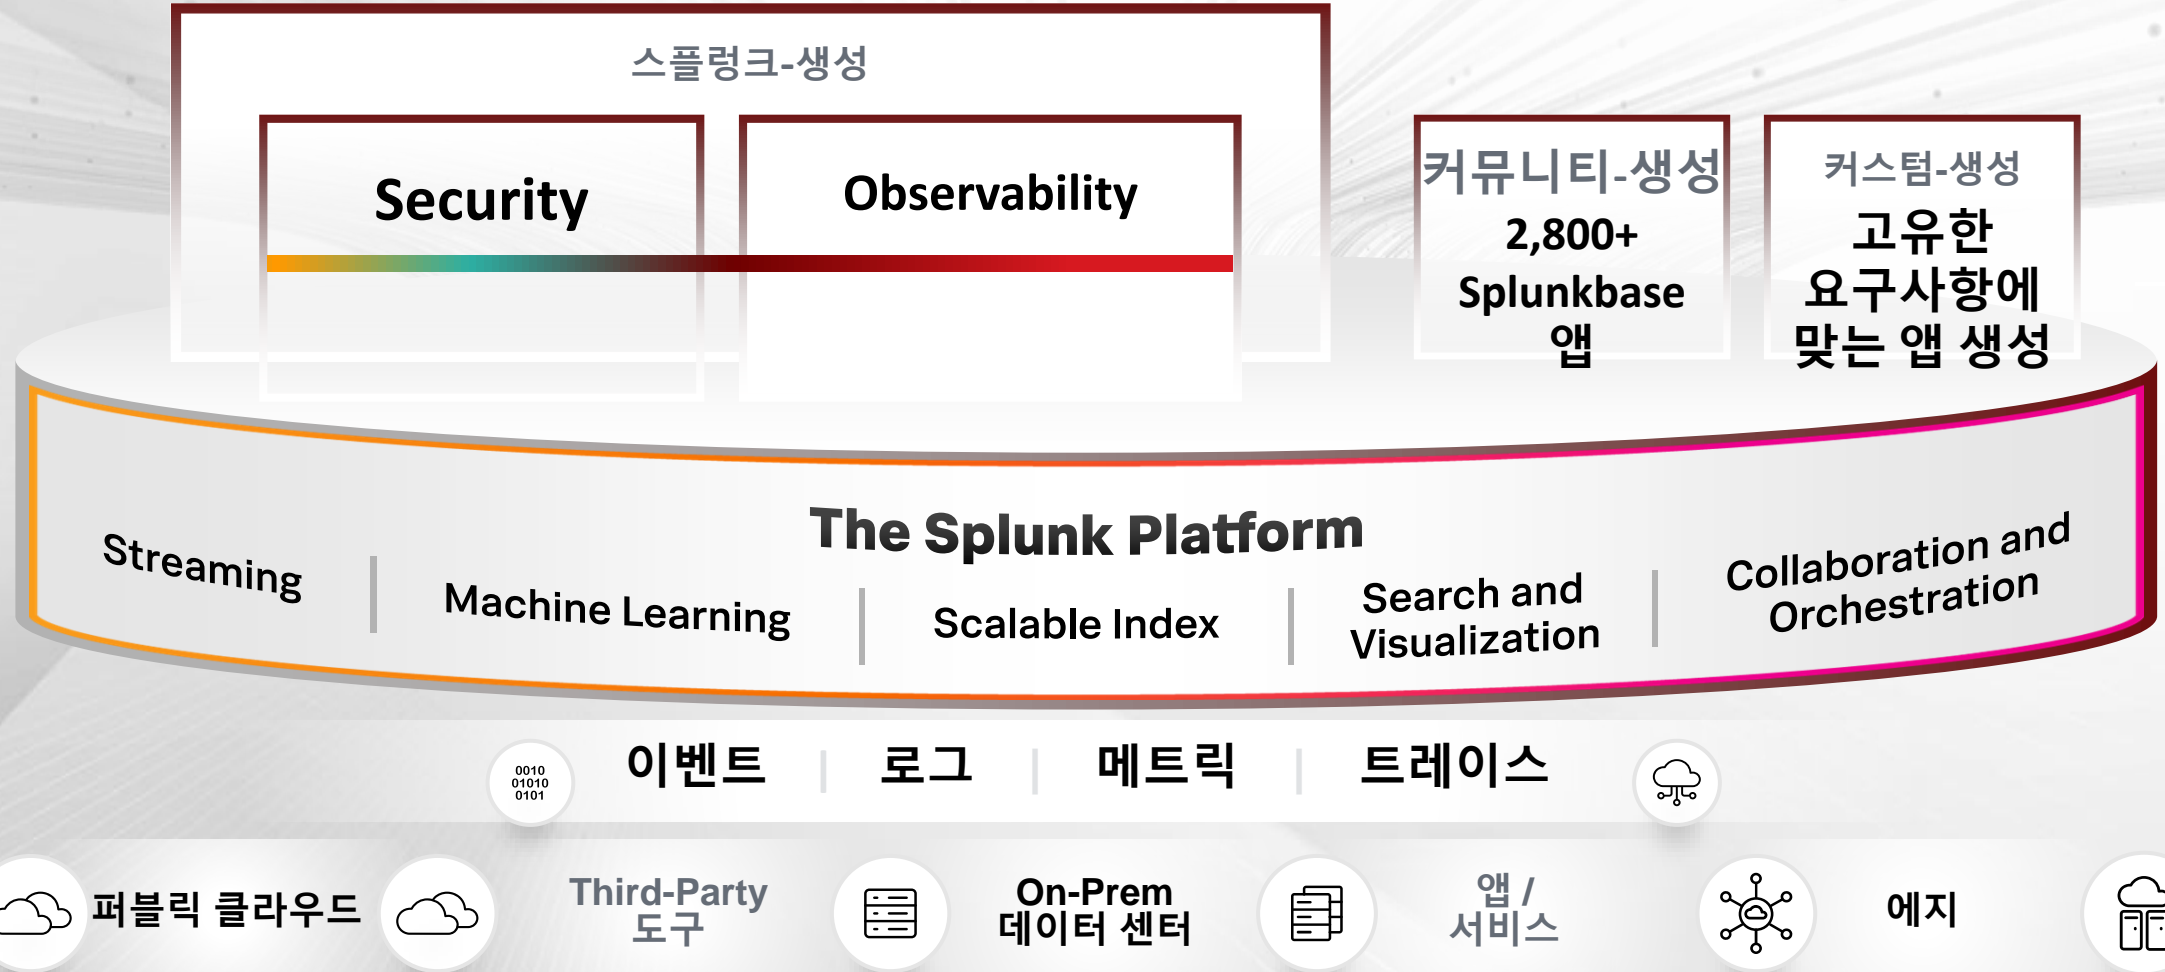 스플렁크-생성
Security
Observability
커뮤니티-생성
2,800+
Splunkbase
앱
커스텀-생성
고유한
요구사항에
맞는 앱 생성
The Splunk Platform
Streaming
Machine Learning
Scalable Index
Search and
Visualization
Collaboration and
Orchestration
0010
01010
0101
이벤트
로그
메트릭
트레이스
퍼블릭 클라우드
Third-Party
도구
On-Prem
데이터 센터
앱 /
서비스
에지